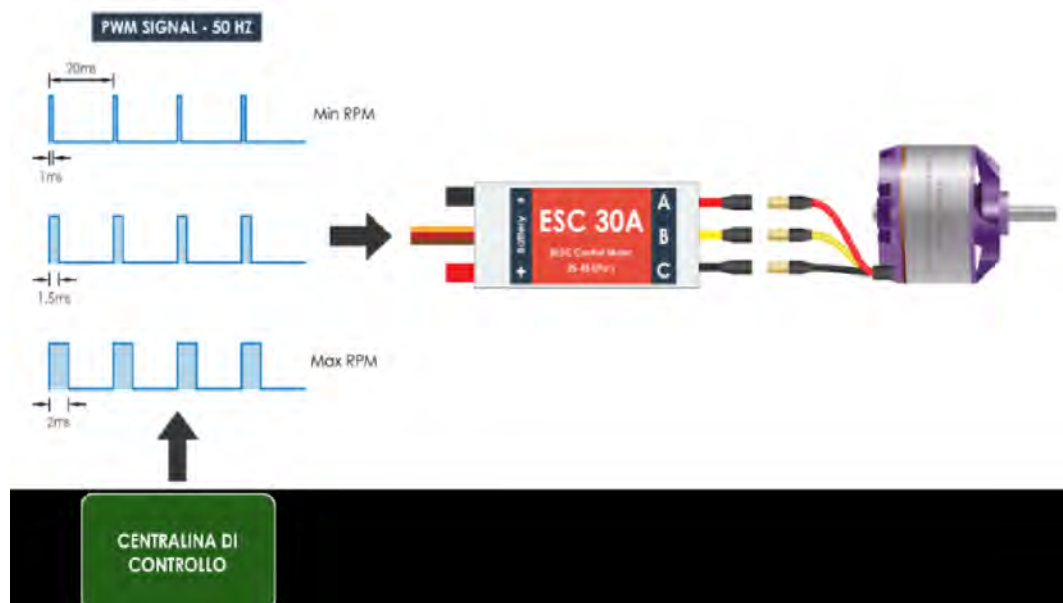 PWM SIGNAL - 50 HZ
20ms
Min RPM
1ms
1.5ms
Max RPM
2ms
Battery
+
ESC 30A
A
B
C
CENTRALINA DI
CONTROLLO